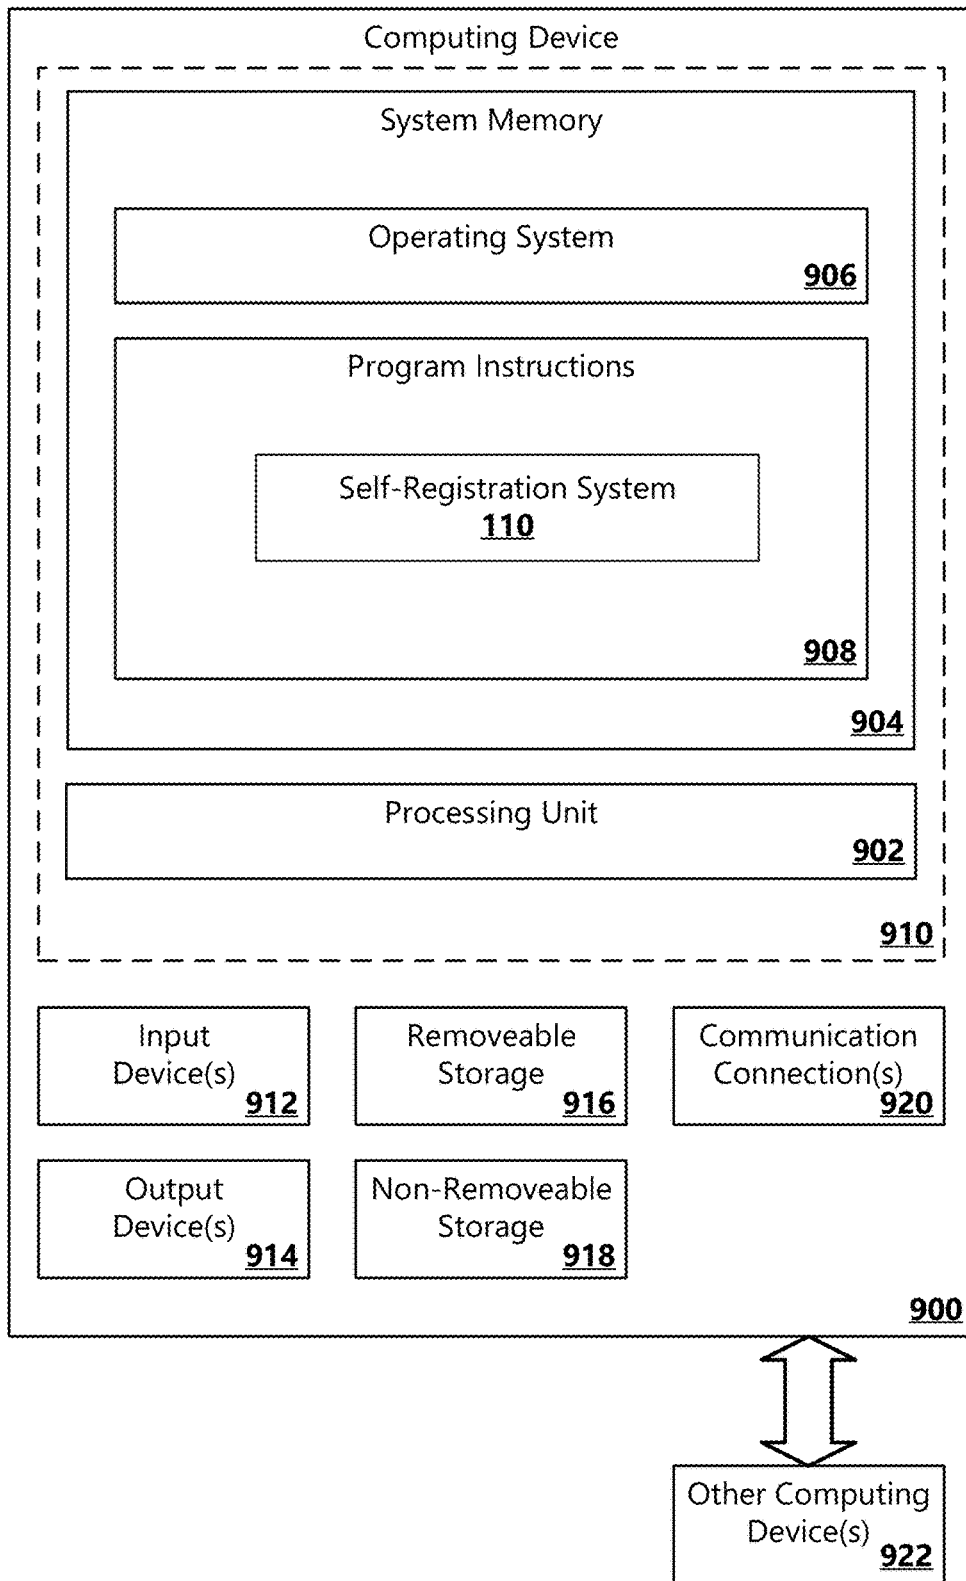 Computing Device
System Memory
Operating System
906
Program Instructions
Self-Registration System
110
908
904
Processing Unit
902
910
Input
Device(s)
912
Removeable
Storage
916
Communication
Connection(s)
920
Output
Device(s)
914
Non-Removeable
Storage
918
900
Other Computing
Device(s)
922